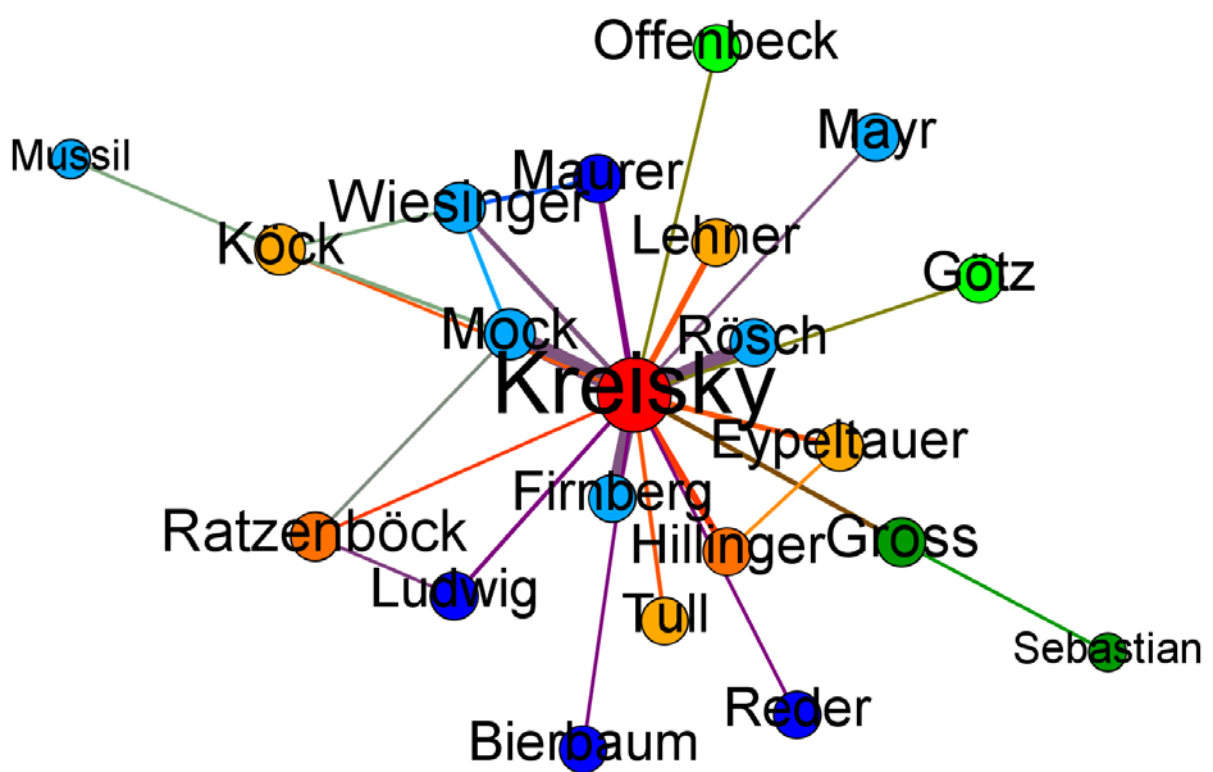 Offenbeck
Mayr
Mussil
Maurer
Wiesinger
Lehner
Köck
Götz
Mock
Rösch
Kreisky
Eypeltauer
Firnberg
Ratzenböck
Hillinger
Gross
Ludwig
Tull
Sebastian
Reder
Bierbaum